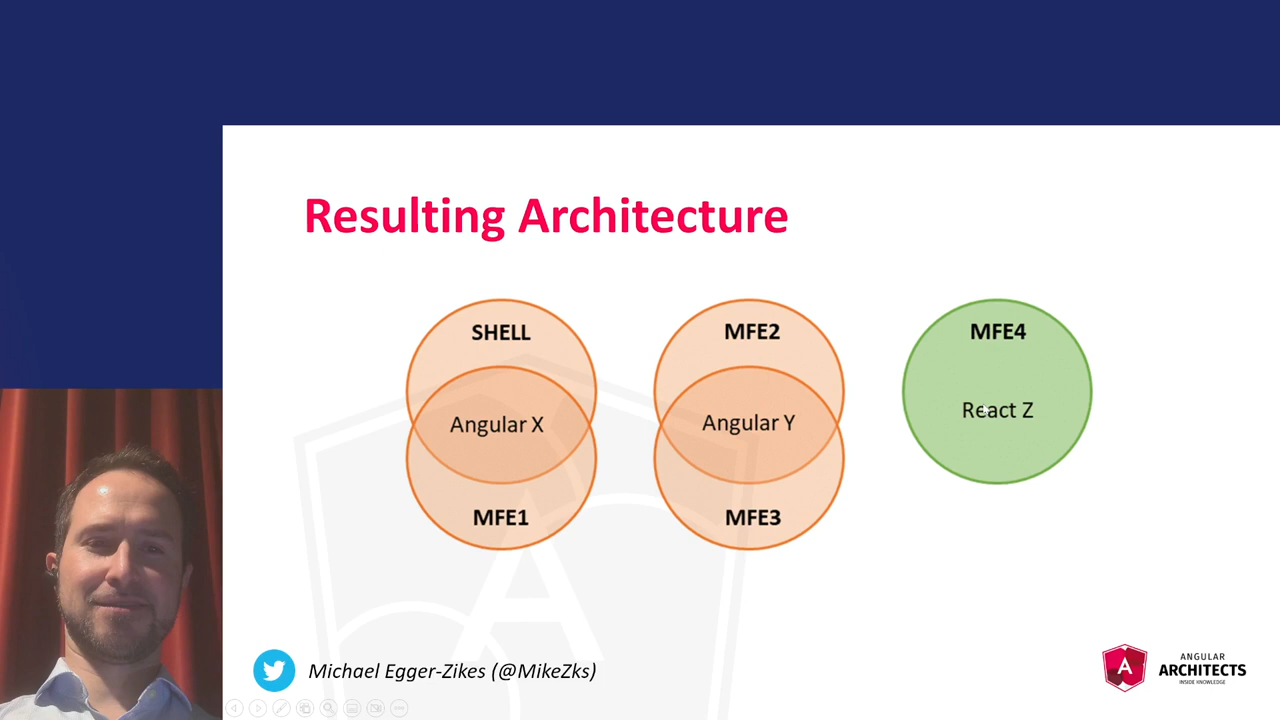 Resulting Architecture
SHELL
Angular X
MFE1
MFE2
Angular Y
MFE3
MFE4
React Z
Michael Egger-Zikes (@MikeZks)
A
ANGULAR
ARCHITECTS
INSIDE KNOWLEDGE